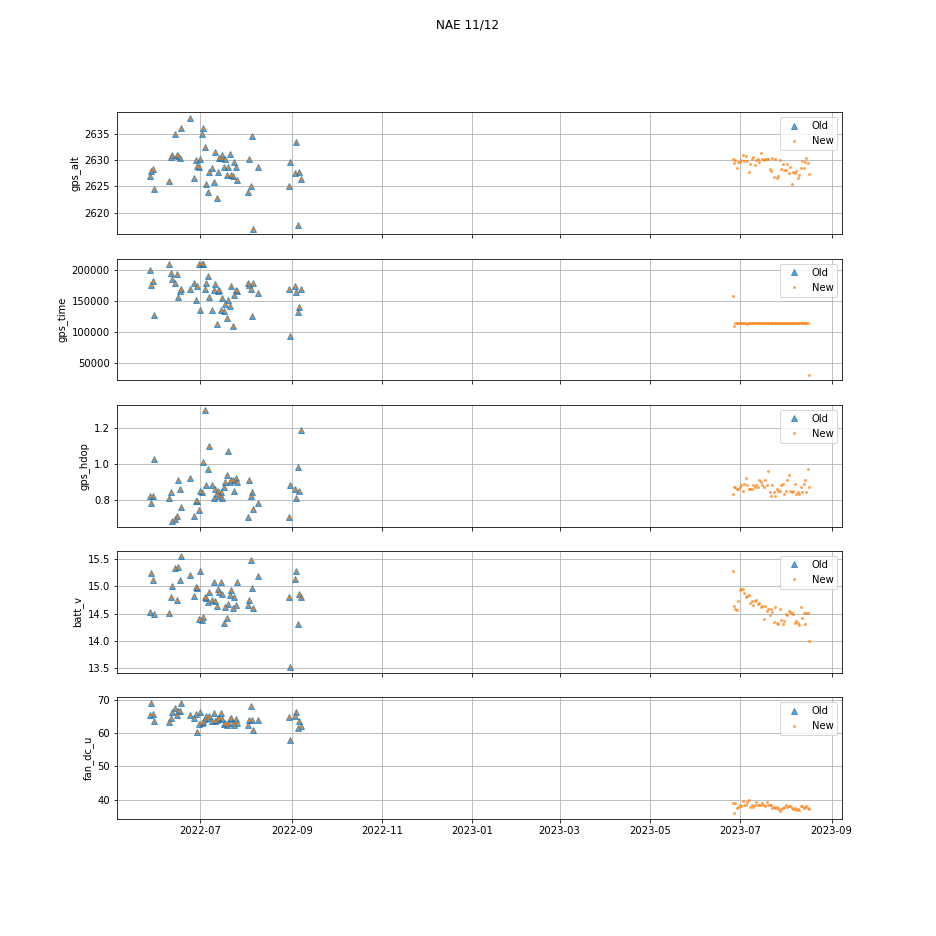 NAE 11/12
gps_alt
2635
2630
2625
2620
Old
New
gps_time
200000
150000
100000
50000
Old
New
gps_hdop
1.2
1.0
0.8
Old
New
batt_v
15.5
15.0
14.5
14.0
13.5
Old
New
fan_dc_u
70
60
50
40
Old
New
2022-07 2022-09 2022-11 2023-01 2023-03 2023-05 2023-07 2023-09